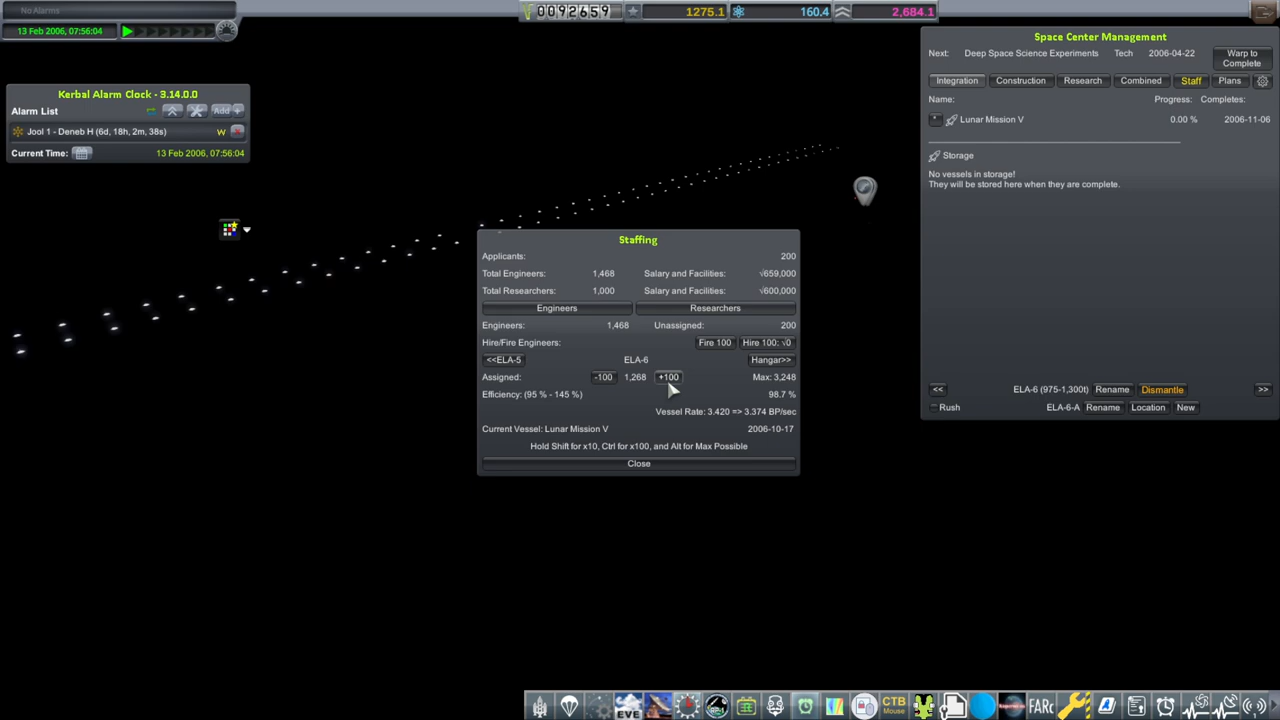 No Alarms
13 Feb 2006, 07:56:04
0092659
1275.1
160.4
2,684.1
Kerbal Alarm Clock - 3.14.0.0
Alarm List
Add +
Jool 1 - Deneb H (6d, 18h, 2m, 38s)
W
Current Time:
13 Feb 2006, 07:56:04
Staffing
Applicants: 200
Total Engineers: 1,468 Salary and Facilities: √659,000
Total Researchers: 1,000 Salary and Facilities: √600,000
Engineers Researchers
Engineers: 1,468 Unassigned: 200
Hire/Fire Engineers: Fire 100 Hire 100: √0
<<ELA-5 ELA-6 Hangar>>
Assigned: -100 1,268 +100 Max: 3,248
Efficiency: (95 % - 145 %) 98.7 %
Vessel Rate: 3.420 => 3.374 BP/sec
Current Vessel: Lunar Mission V 2006-10-17
Hold Shift for x10, Ctrl for x100, and Alt for Max Possible
Close
Space Center Management
Next: Deep Space Science Experiments Tech 2006-04-22 Warp to
Complete
Integration Construction Research Combined Staff Plans
Name: Progress: Completes:
* Lunar Mission V 0.00 % 2006-11-06
Storage
No vessels in storage!
They will be stored here when they are complete.
<< ELA-6 (975-1,300t) Rename Dismantle >>
Rush ELA-6-A Rename Location New
EVE
RP-1
CTB
Mouse
FAR